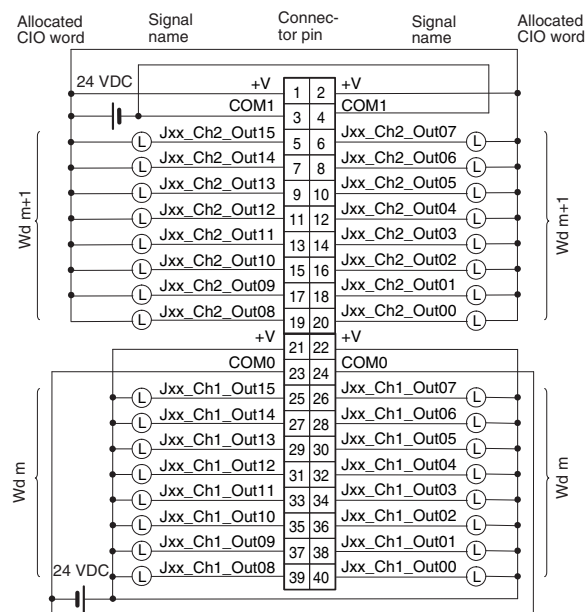 Allocated CIO word Signal name Connec-tor pin Signal name Allocated CIO word
24 VDC
+V 1 2 +V
COM1 3 4 COM1
Jxx_Ch2_Out15 5 6 Jxx_Ch2_Out07
L L
Jxx_Ch2_Out14 7 8 Jxx_Ch2_Out06
L L
Jxx_Ch2_Out13 9 10 Jxx_Ch2_Out05
L L
Jxx_Ch2_Out12 11 12 Jxx_Ch2_Out04
L L
Jxx_Ch2_Out11 13 14 Jxx_Ch2_Out03
L L
Jxx_Ch2_Out10 15 16 Jxx_Ch2_Out02
L L
Jxx_Ch2_Out09 17 18 Jxx_Ch2_Out01
L L
Jxx_Ch2_Out08 19 20 Jxx_Ch2_Out00
L L
Wd m+1 Wd m+1
+V 21 22 +V
COM0 23 24 COM0
Jxx_Ch1_Out15 25 26 Jxx_Ch1_Out07
L L
Jxx_Ch1_Out14 27 28 Jxx_Ch1_Out06
L L
Jxx_Ch1_Out13 29 30 Jxx_Ch1_Out05
L L
Jxx_Ch1_Out12 31 32 Jxx_Ch1_Out04
L L
Jxx_Ch1_Out11 33 34 Jxx_Ch1_Out03
L L
Jxx_Ch1_Out10 35 36 Jxx_Ch1_Out02
L L
Jxx_Ch1_Out09 37 38 Jxx_Ch1_Out01
L L
Jxx_Ch1_Out08 39 40 Jxx_Ch1_Out00
L L
Wd m Wd m
24 VDC